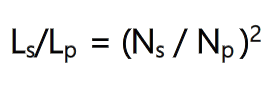 Ls/Lp = (Ns / Np)²